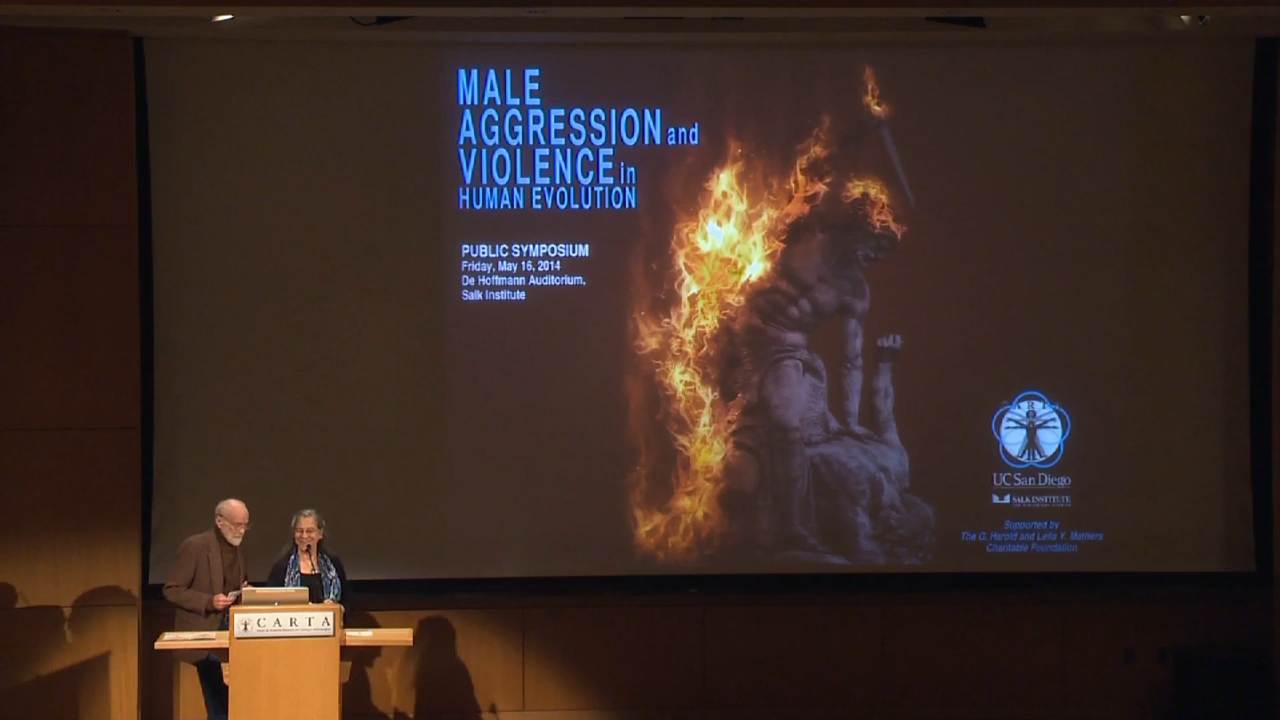 MALE
AGGRESSION and
VIOLENCE in
HUMAN EVOLUTION
PUBLIC SYMPOSIUM
Friday, May 16, 2014
De Hoffmann Auditorium,
Salk Institute
CARTA
UC San Diego
SALK INSTITUTE
Supported by
The G. Harold and Leila Y. Mathers
Charitable Foundation
CARTA